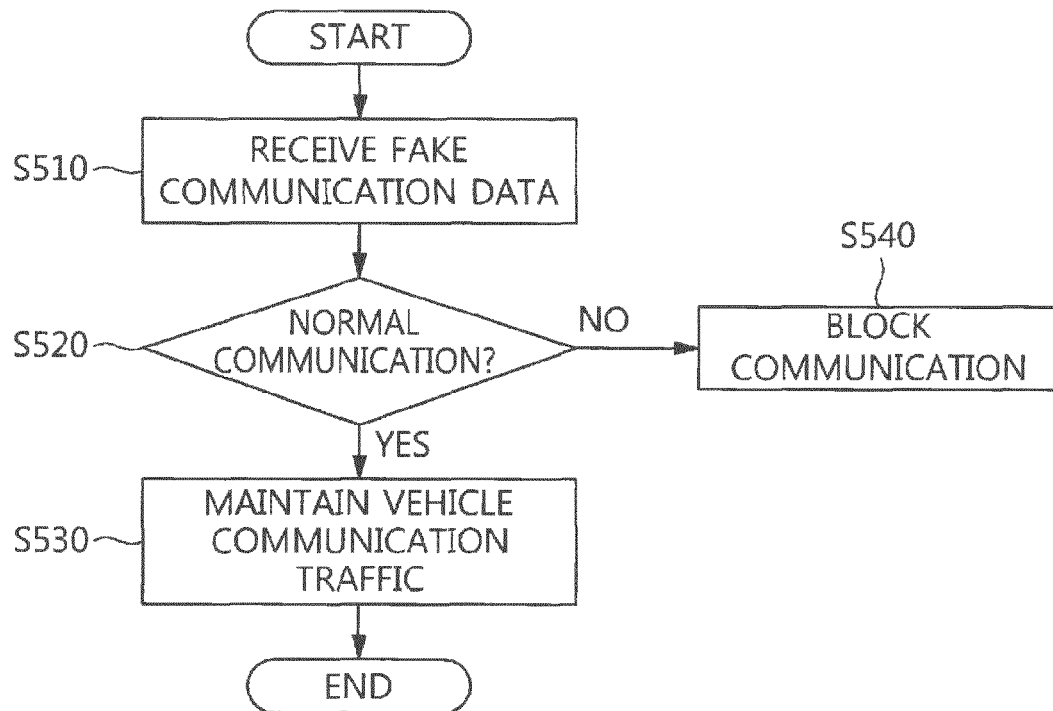 START
S510
RECEIVE FAKE
COMMUNICATION DATA
S540
S520
NORMAL
COMMUNICATION?
NO
BLOCK
COMMUNICATION
YES
S530
MAINTAIN VEHICLE
COMMUNICATION
TRAFFIC
END